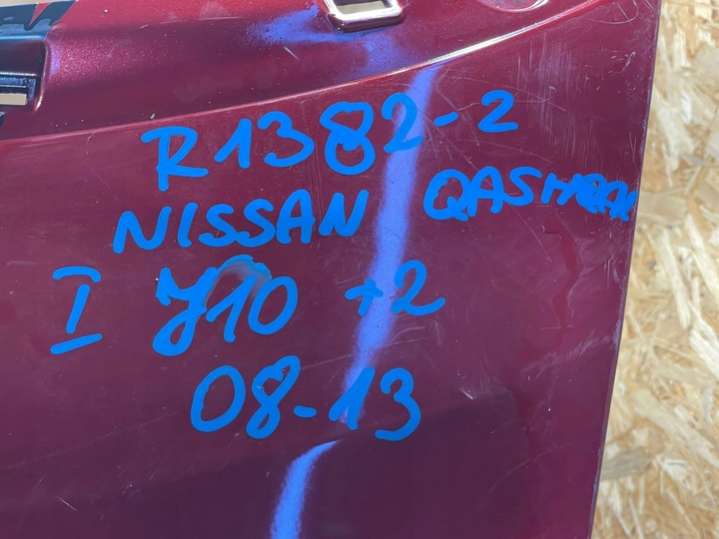 R1382-2
NISSAN QASHQAI
I J10 +2
08-13